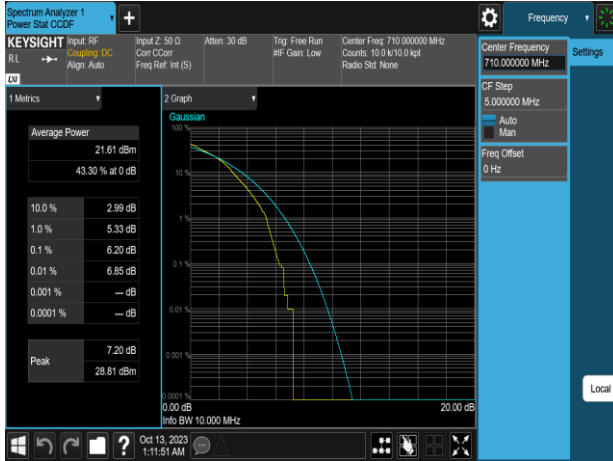 Spectrum Analyzer 1
Power Stat CCDF
Frequency
KEYSIGHT
RL
LXI
Input: RF
Coupling: DC
Align: Auto
Input Z: 50 Ω
Corr CCorr
Freq Ref: Int (S)
Atten: 30 dB
Trig: Free Run
#IF Gain: Low
Center Freq: 710.000000 MHz
Counts: 10.0 k/10.0 kpt
Radio Std: None
Center Frequency
710.000000 MHz
Settings
CF Step
5.000000 MHz
Auto
Man
Freq Offset
0 Hz
1 Metrics
Average Power
21.61 dBm
43.30 % at 0 dB
10.0 % 2.99 dB
1.0 % 5.33 dB
0.1 % 6.20 dB
0.01 % 6.85 dB
0.001 % --- dB
0.0001 % --- dB
Peak
7.20 dB
28.81 dBm
2 Graph
Gaussian
100 %
10 %
1 %
0.1 %
0.01 %
0.001 %
0.0001 %
0.00 dB 20.00 dB
Info BW 10.000 MHz
Local
Oct 13, 2023
1:11:51 AM